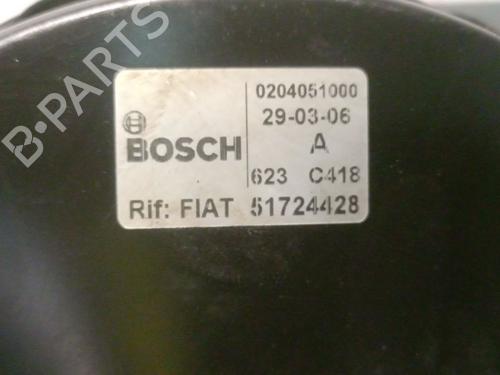 0204051000
29-03-06
BOSCH
A
623 C418
Rif: FIAT 51724428
B-PARTS